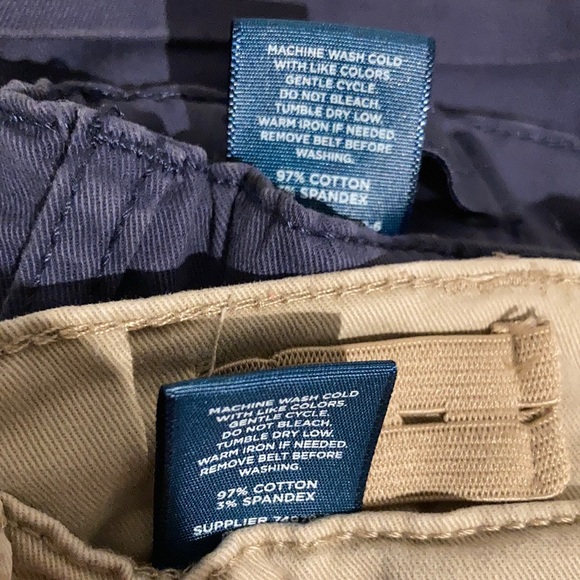 MACHINE WASH COLD
WITH LIKE COLORS.
GENTLE CYCLE.
DO NOT BLEACH.
TUMBLE DRY LOW.
WARM IRON IF NEEDED.
REMOVE BELT BEFORE
WASHING.
97% COTTON
% SPANDEX
MACHINE WASH COLD
WITH LIKE COLORS.
GENTLE CYCLE.
DO NOT BLEACH.
TUMBLE DRY LOW.
WARM IRON IF NEEDED.
REMOVE BELT BEFORE
WASHING.
97% COTTON
3% SPANDEX
SUPPLIER